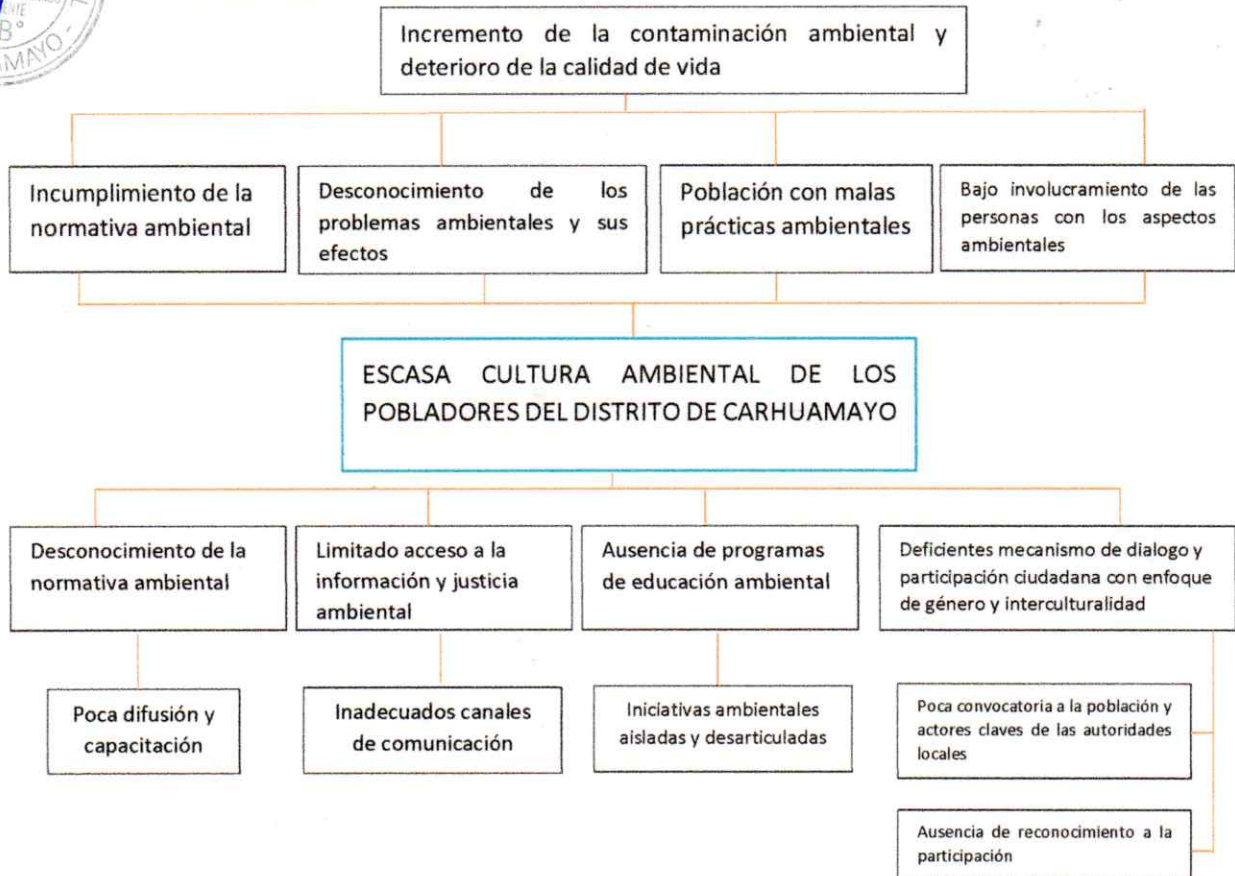 Incremento de la contaminación ambiental y
deterioro de la calidad de vida
Incumplimiento de la
normativa ambiental
Desconocimiento de los
problemas ambientales y sus
efectos
Población con malas
prácticas ambientales
Bajo involucramiento de las
personas con los aspectos
ambientales
ESCASA CULTURA AMBIENTAL DE LOS
POBLADORES DEL DISTRITO DE CARHUAMAYO
Desconocimiento de la
normativa ambiental
Limitado acceso a la
información y justicia
ambiental
Ausencia de programas
de educación ambiental
Deficientes mecanismo de dialogo y
participación ciudadana con enfoque
de género y interculturalidad
Poca difusión y
capacitación
Inadecuados canales
de comunicación
Iniciativas ambientales
aisladas y desarticuladas
Poca convocatoria a la población y
actores claves de las autoridades
locales
Ausencia de reconocimiento a la
participación